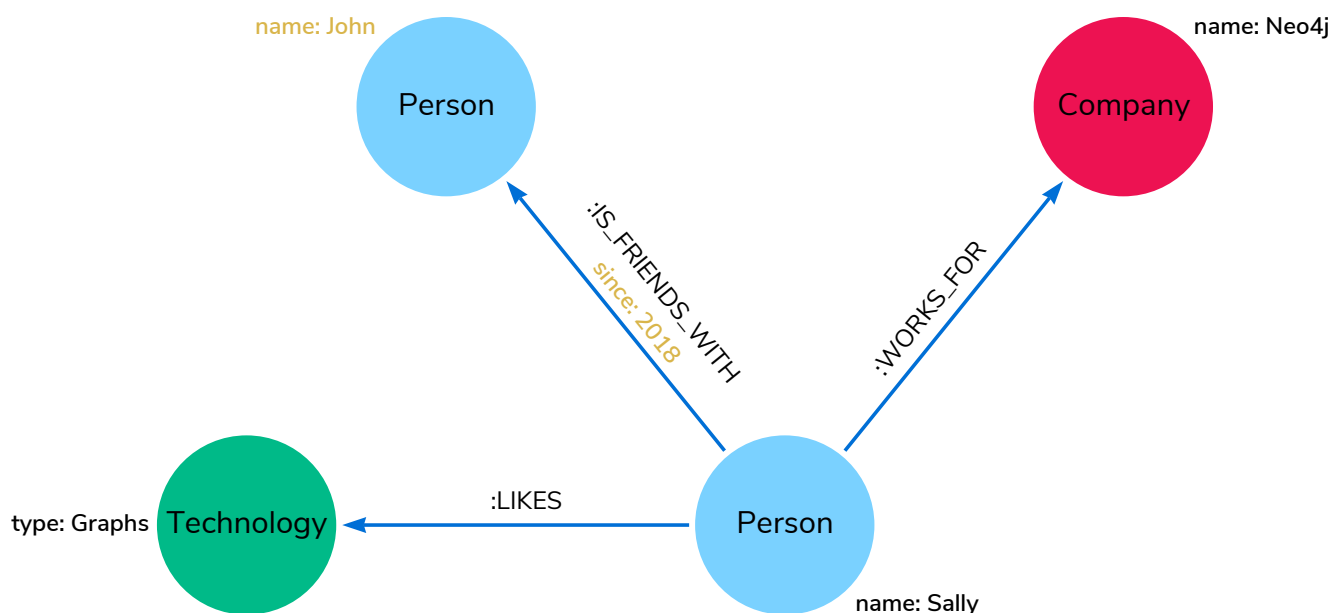 name: John
name: Neo4j
Person
Company
:IS_FRIENDS_WITH
since: 2018
:WORKS_FOR
:LIKES
type: Graphs
Technology
Person
name: Sally